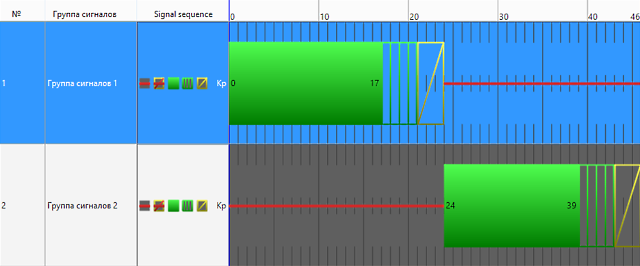 № Группа сигналов Signal sequence 0 10 20 30 40 46
1 Группа сигналов 1 Кр 0 17
2 Группа сигналов 2 Кр 24 39